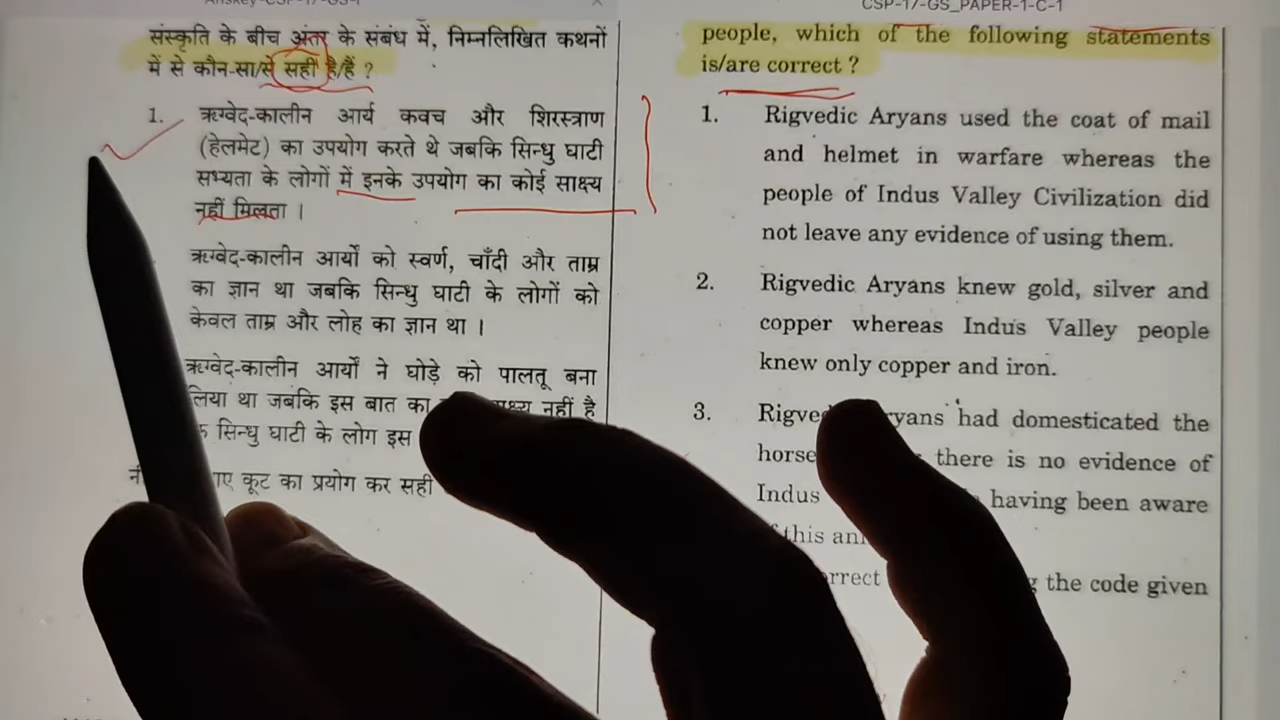 Anskey-CSP-17-GS-I
CSP-17-GS_PAPER-1-C-1
संस्कृति के बीच अंतर के संबंध में, निम्नलिखित कथनों
में से कौन-सा/से सही है/हैं ?
1. ऋग्वेद-कालीन आर्य कवच और शिरस्त्राण
(हेलमेट) का उपयोग करते थे जबकि सिन्धु घाटी
सभ्यता के लोगों में इनके उपयोग का कोई साक्ष्य
नहीं मिलता ।
ऋग्वेद-कालीन आर्यों को स्वर्ण, चाँदी और ताम्र
का ज्ञान था जबकि सिन्धु घाटी के लोगों को
केवल ताम्र और लोह का ज्ञान था ।
ऋग्वेद-कालीन आर्यों ने घोड़े को पालतू बना
लिया था जबकि इस बात का साक्ष्य नहीं है
सिन्धु घाटी के लोग इस
कूट का प्रयोग कर सही
people, which of the following statements
is/are correct ?
1. Rigvedic Aryans used the coat of mail
and helmet in warfare whereas the
people of Indus Valley Civilization did
not leave any evidence of using them.
2. Rigvedic Aryans knew gold, silver and
copper whereas Indus Valley people
knew only copper and iron.
3. Aryans had domesticated the
horse there is no evidence of
Indus having been aware
this
the code given